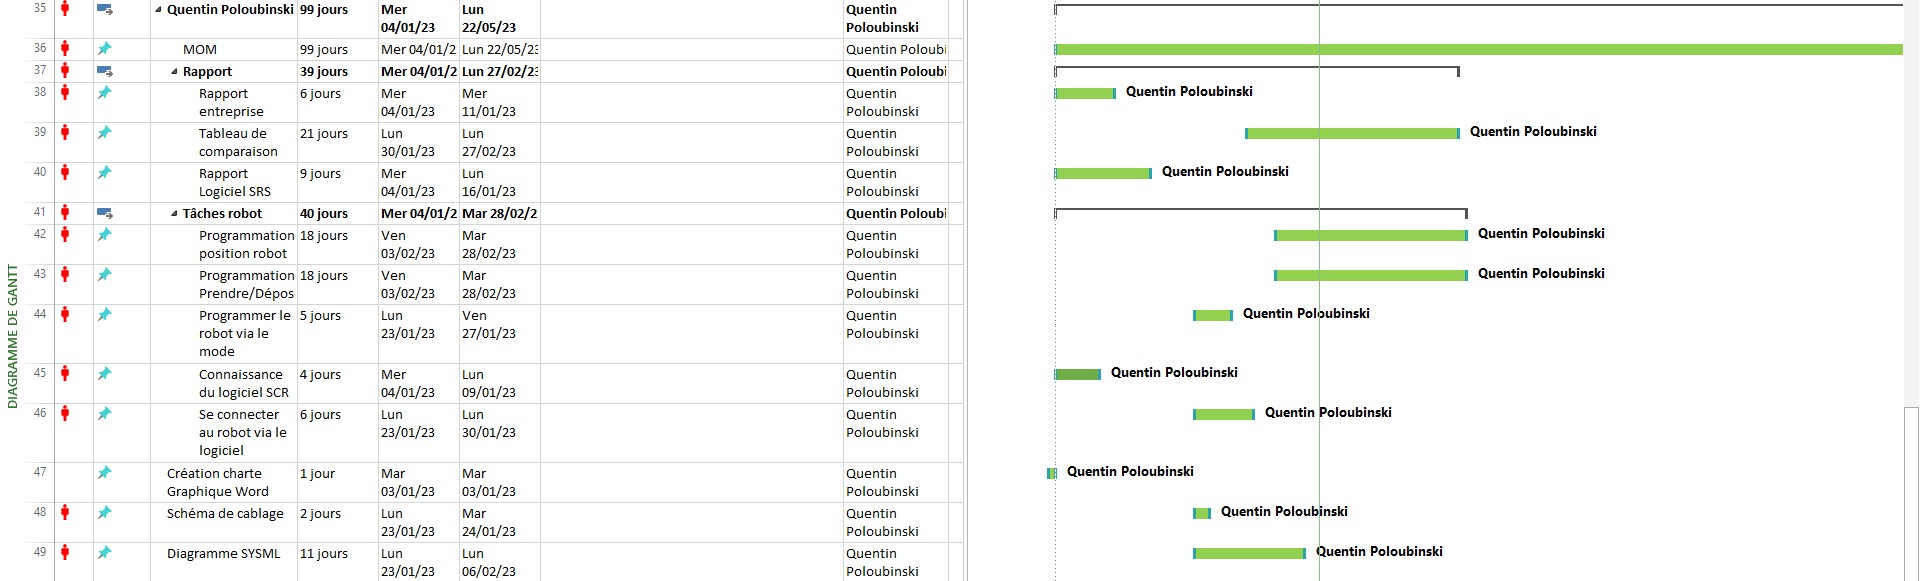 DIAGRAMME DE GANTT
35 Quentin Poloubinski 99 jours Mer 04/01/23 Lun 22/05/23 Quentin Poloubinski
36 MOM 99 jours Mer 04/01/2 Lun 22/05/23 Quentin Poloubi
37 Rapport 39 jours Mer 04/01/2 Lun 27/02/23 Quentin Poloubi
38 Rapport entreprise 6 jours Mer 04/01/23 Mer 11/01/23 Quentin Poloubinski Quentin Poloubinski
39 Tableau de comparaison 21 jours Lun 30/01/23 Lun 27/02/23 Quentin Poloubinski Quentin Poloubinski
40 Rapport Logiciel SRS 9 jours Mer 04/01/23 Lun 16/01/23 Quentin Poloubinski Quentin Poloubinski
41 Tâches robot 40 jours Mer 04/01/2 Mar 28/02/2 Quentin Poloubi
42 Programmation position robot 18 jours Ven 03/02/23 Mar 28/02/23 Quentin Poloubinski Quentin Poloubinski
43 Programmation Prendre/Dépos 18 jours Ven 03/02/23 Mar 28/02/23 Quentin Poloubinski Quentin Poloubinski
44 Programmer le robot via le mode 5 jours Lun 23/01/23 Ven 27/01/23 Quentin Poloubinski Quentin Poloubinski
45 Connaissance du logiciel SCR 4 jours Mer 04/01/23 Lun 09/01/23 Quentin Poloubinski Quentin Poloubinski
46 Se connecter au robot via le logiciel 6 jours Lun 23/01/23 Lun 30/01/23 Quentin Poloubinski Quentin Poloubinski
47 Création charte Graphique Word 1 jour Mar 03/01/23 Mar 03/01/23 Quentin Poloubinski Quentin Poloubinski
48 Schéma de cablage 2 jours Lun 23/01/23 Mar 24/01/23 Quentin Poloubinski Quentin Poloubinski
49 Diagramme SYSML 11 jours Lun 23/01/23 Lun 06/02/23 Quentin Poloubinski Quentin Poloubinski